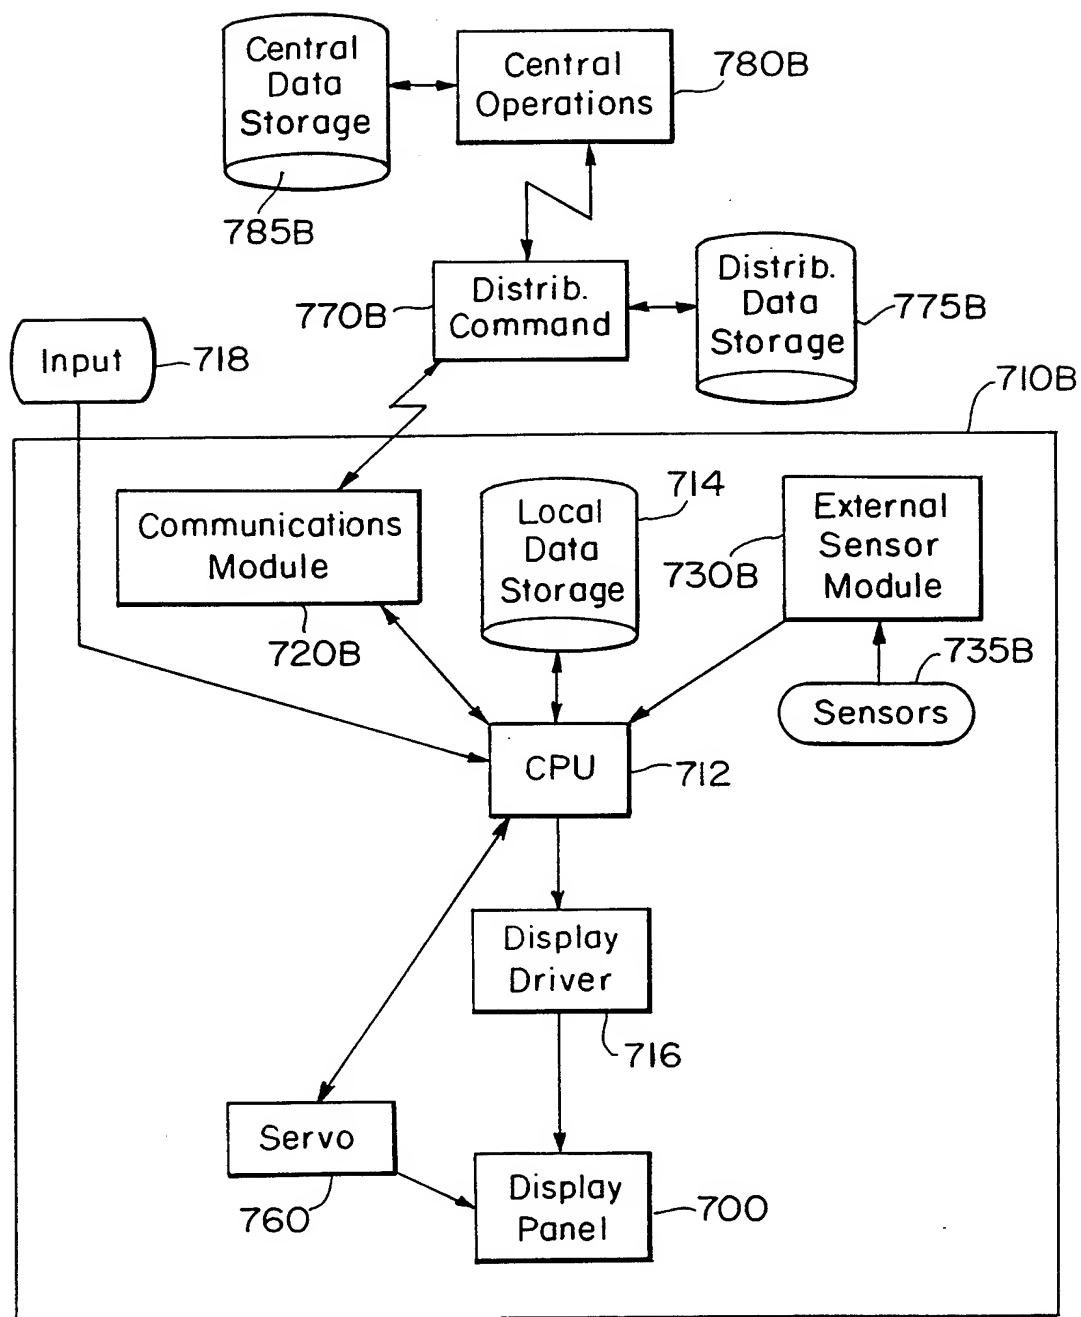 Central
Data
Storage
785B
Central
Operations
780B
Distrib.
Command
770B
Distrib.
Data
Storage
775B
Input
718
710B
Communications
Module
720B
Local
Data
Storage
714
External
Sensor
Module
730B
Sensors
735B
CPU
712
Display
Driver
716
Servo
760
Display
Panel
700